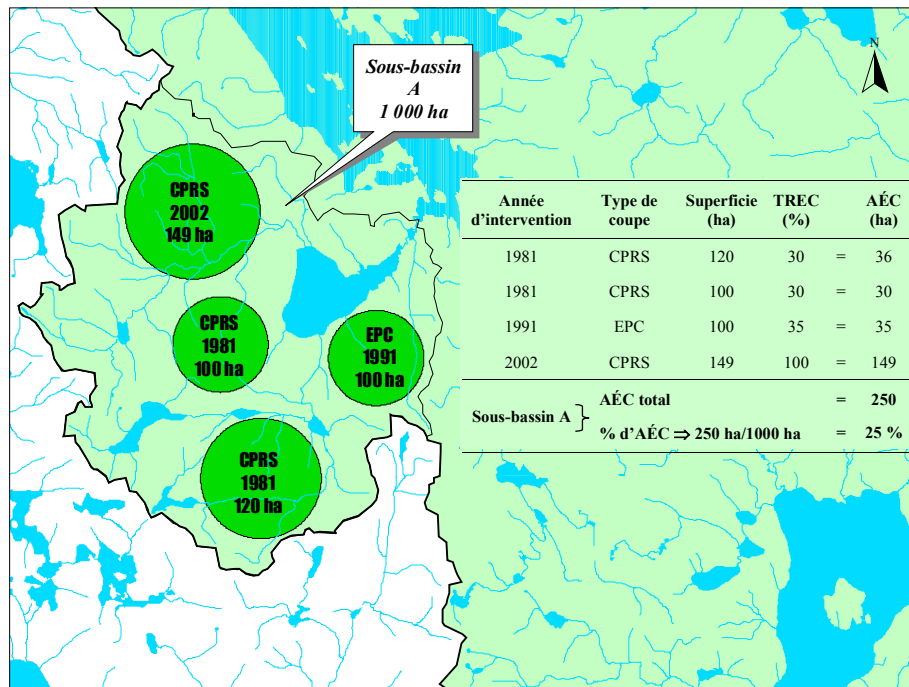 Sous-bassin
A
1 000 ha
N
CPRS
2002
149 ha
CPRS
1981
100 ha
EPC
1991
100 ha
CPRS
1981
120 ha
Année d'intervention Type de coupe Superficie (ha) TREC (%) AÉC (ha)
1981 CPRS 120 30 = 36
1981 CPRS 100 30 = 30
1991 EPC 100 35 = 35
2002 CPRS 149 100 = 149
Sous-bassin A
AÉC total = 250
% d'AÉC ⇒ 250 ha/1000 ha = 25 %